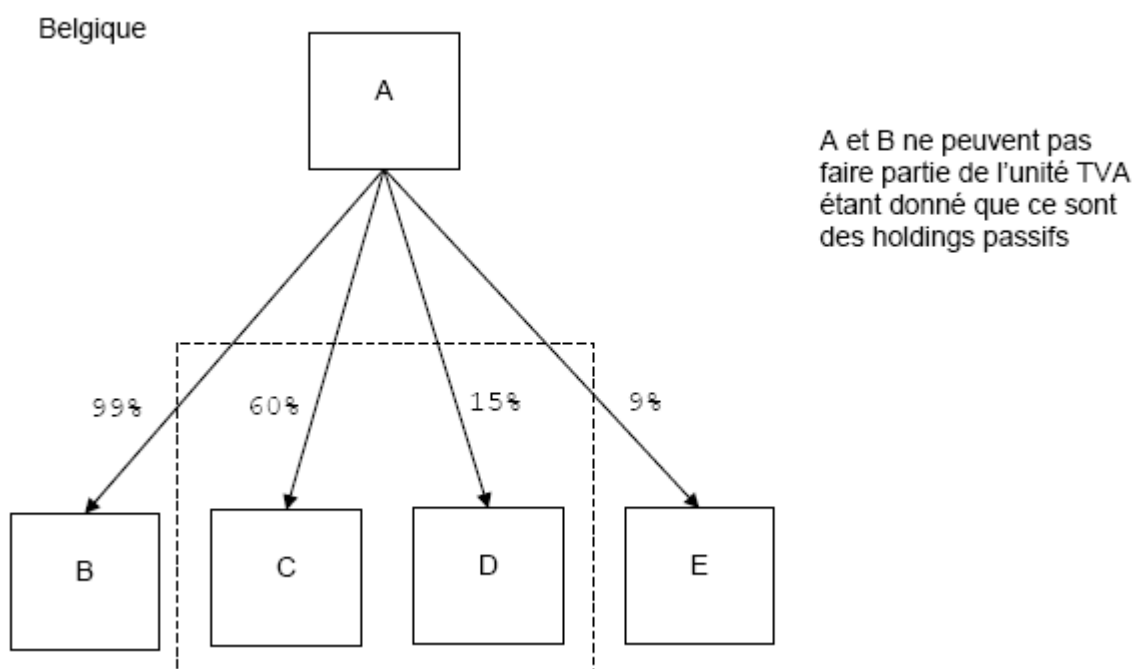 Belgique
A
A et B ne peuvent pas
faire partie de l'unité TVA
étant donné que ce sont
des holdings passifs
99%
60%
15%
9%
B
C
D
E